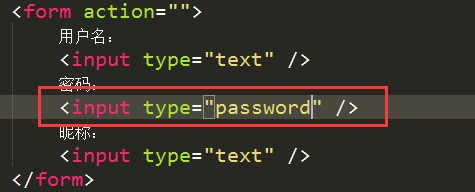 <form action="">
用户名:
<input type="text" />
密码:
<input type="password" />
昵称:
<input type="text" />
</form>